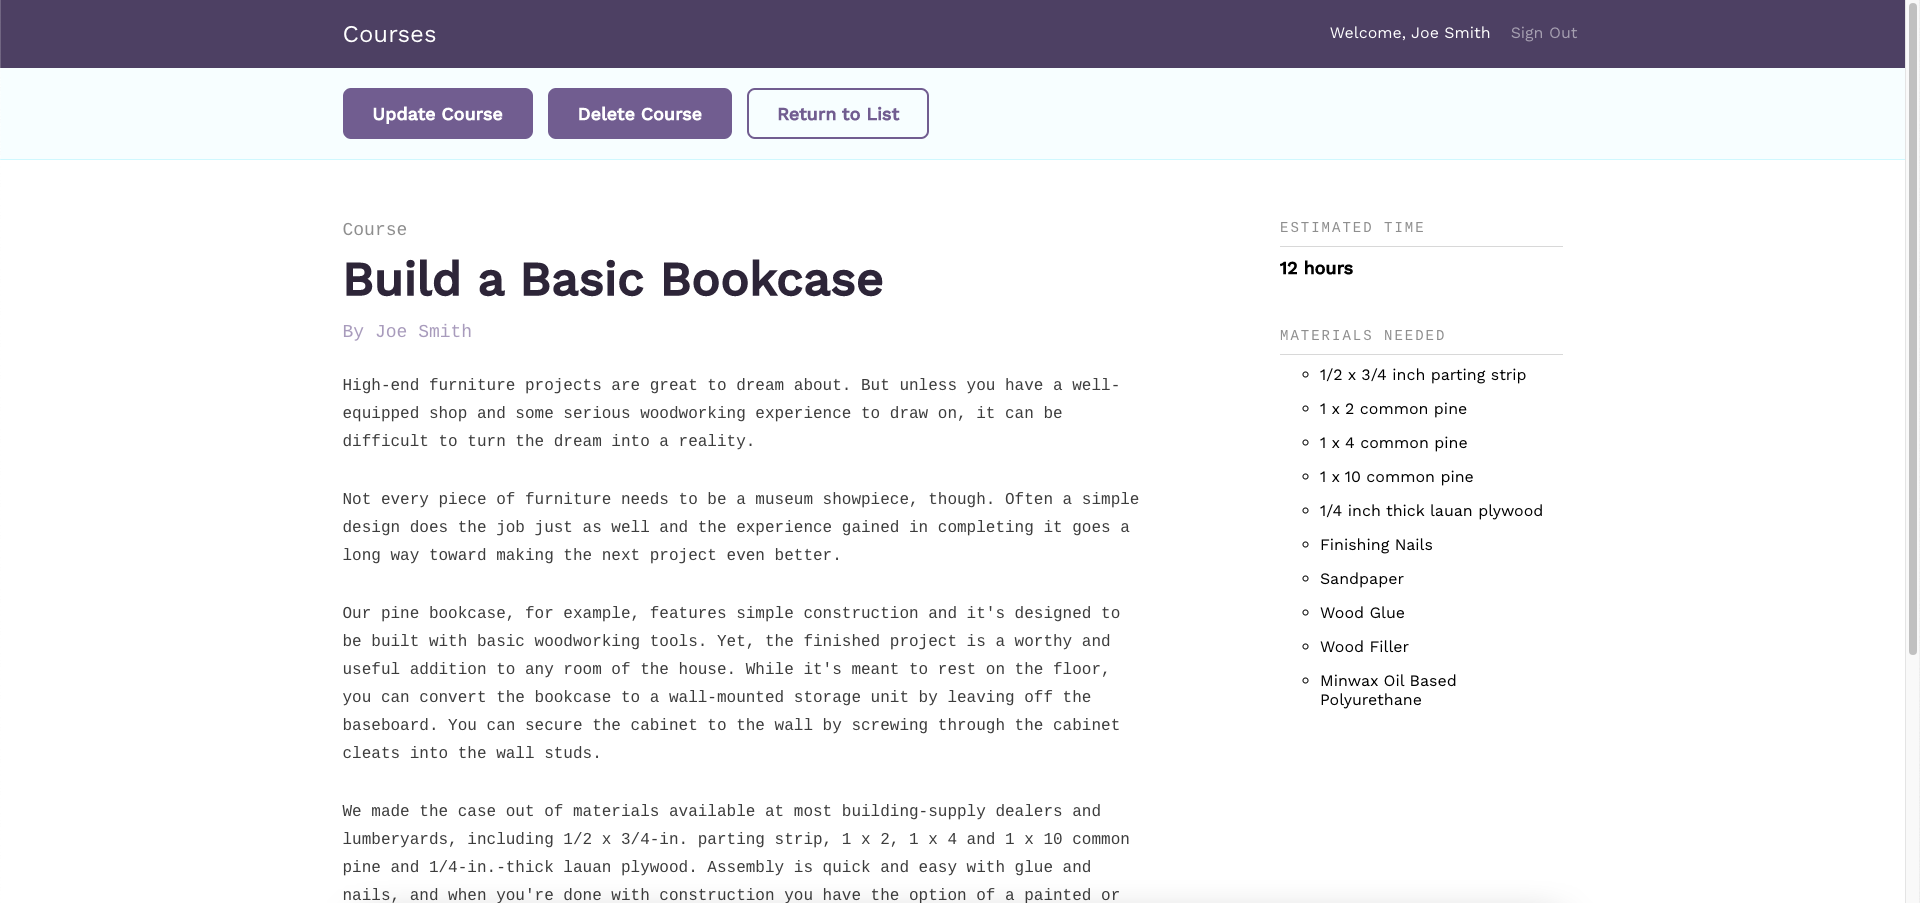 Courses
Welcome, Joe Smith
Sign Out
Update Course
Delete Course
Return to List
Course
Build a Basic Bookcase
By Joe Smith
High-end furniture projects are great to dream about. But unless you have a well-
equipped shop and some serious woodworking experience to draw on, it can be
difficult to turn the dream into a reality.
Not every piece of furniture needs to be a museum showpiece, though. Often a simple
design does the job just as well and the experience gained in completing it goes a
long way toward making the next project even better.
Our pine bookcase, for example, features simple construction and it's designed to
be built with basic woodworking tools. Yet, the finished project is a worthy and
useful addition to any room of the house. While it's meant to rest on the floor,
you can convert the bookcase to a wall-mounted storage unit by leaving off the
baseboard. You can secure the cabinet to the wall by screwing through the cabinet
cleats into the wall studs.
We made the case out of materials available at most building-supply dealers and
lumberyards, including 1/2 x 3/4-in. parting strip, 1 x 2, 1 x 4 and 1 x 10 common
pine and 1/4-in.-thick lauan plywood. Assembly is quick and easy with glue and
nails, and when you're done with construction you have the option of a painted or
ESTIMATED TIME
12 hours
MATERIALS NEEDED
1/2 x 3/4 inch parting strip
1 x 2 common pine
1 x 4 common pine
1 x 10 common pine
1/4 inch thick lauan plywood
Finishing Nails
Sandpaper
Wood Glue
Wood Filler
Minwax Oil Based
Polyurethane